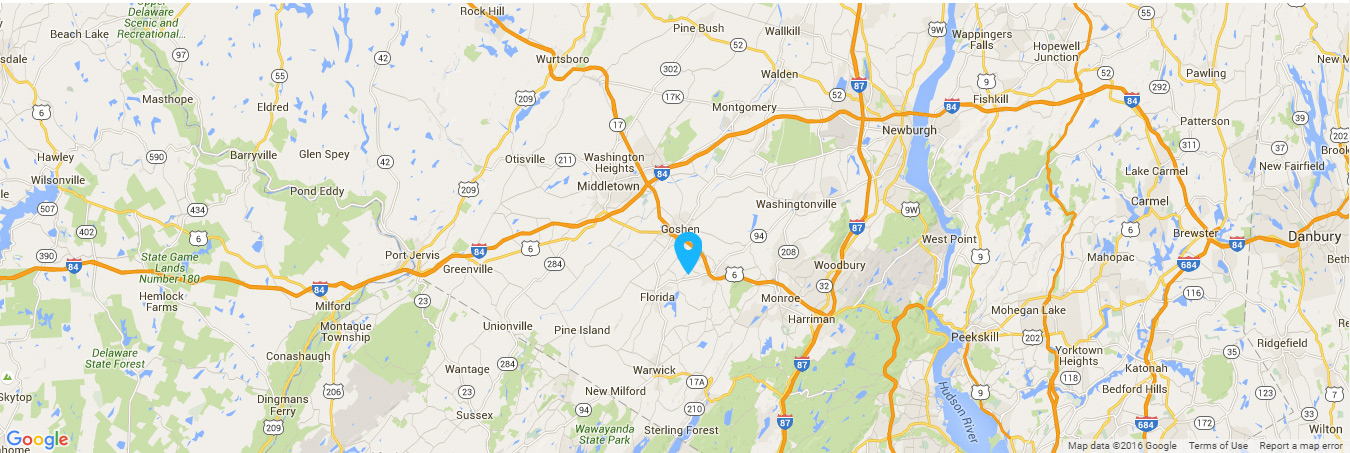 Upper
Delaware
Scenic and
Recreational...
Rock Hill
Beach Lake
Pine Bush
Wallkill
9W
Wappingers
Falls
55
Hopewell
Junction
New M
sdale
97
42
52
Wurtsboro
302
Walden
87
9
52
Pawling
55
209
17K
Masthope
Eldred
52
Montgomery
84
Fishkill
84
292
6
17
Newburgh
Patterson
39
202
590
Barryville
Glen Spey
42
Otisville
211
Washington
Heights
84
311
Brook
New Fairfield
Hawley
Wilsonville
Pond Eddy
209
Middletown
Lake Carmel
le
507
434
Washingtonville
9W
Carmel
402
6
Goshen
94
87
West Point
Brewster
84
Danbury
390
84
State Game
Lands
Number 180
Port Jervis
84
6
208
9
Mahopac
Beth
Greenville
284
6
Woodbury
684
Hemlock
Farms
84
Milford
23
Florida
Monroe
32
116
Harriman
Mohegan Lake
Montague
Township
Unionville
Pine Island
Peekskill
202
Re
Delaware
State Forest
Conashaugh
284
Yorktown
Heights
35
Ridgefield
Skytop
Wantage
Warwick
87
Katonah
206
23
New Milford
17A
9
118
Bedford Hills
123
7
Dingmans
Ferry
209
Sussex
94
210
87
Hudson River
684
172
33
Wayawanda
State Park
Sterling Forest
Wilton
Google
ohome
Map data ©2016 Google
Terms of Use
Report a map error